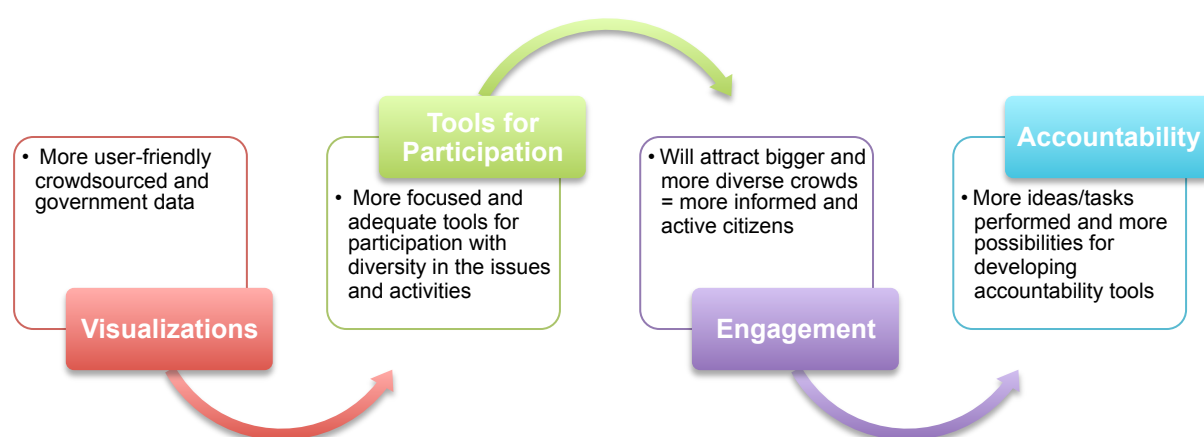 • More user-friendly
crowdsourced and
government data
Visualizations
Tools for
Participation
• More focused and
adequate tools for
participation with
diversity in the issues
and activities
• Will attract bigger and
more diverse crowds
= more informed and
active citizens
Engagement
Accountability
• More ideas/tasks
performed and more
possibilities for
developing
accountability tools